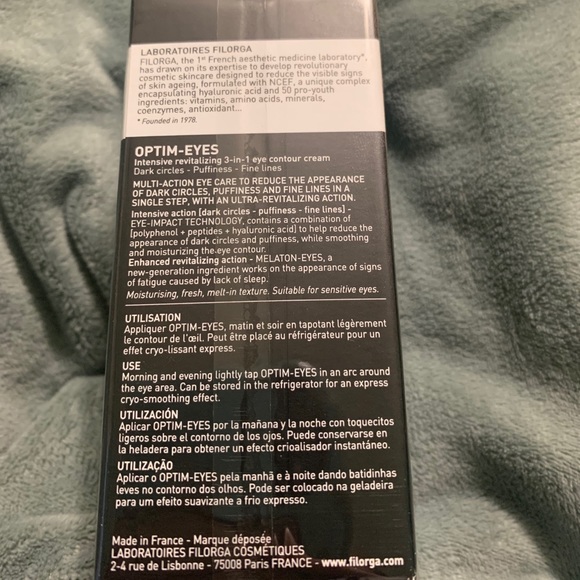 LABORATOIRES FILORGA
FILORGA, the 1st French aesthetic medicine laboratory*,
has drawn on its expertise to develop revolutionary
cosmetic skincare designed to reduce the visible signs
of skin ageing, formulated with NCEF, a unique complex
encapsulating hyaluronic acid and 50 pro-youth
ingredients: vitamins, amino acids, minerals,
coenzymes, antioxidant...
* Founded in 1978.
OPTIM-EYES
Intensive revitalizing 3-in-1 eye contour cream
Dark circles - Puffiness - Fine lines
MULTI-ACTION EYE CARE TO REDUCE THE APPEARANCE
OF DARK CIRCLES, PUFFINESS AND FINE LINES IN A
SINGLE STEP, WITH AN ULTRA-REVITALIZING ACTION.
Intensive action [dark circles - puffiness - fine lines] -
EYE-IMPACT TECHNOLOGY, contains a combination of
[polyphenol + peptides + hyaluronic acid] to help reduce the
appearance of dark circles and puffiness, while smoothing
and moisturizing the eye contour.
Enhanced revitalizing action - MELATON-EYES, a
new-generation ingredient works on the appearance of signs
of fatigue caused by lack of sleep.
Moisturising, fresh, melt-in texture. Suitable for sensitive eyes.
UTILISATION
Appliquer OPTIM-EYES, matin et soir en tapotant légèrement
le contour de l'œil. Peut être placé au réfrigérateur pour un
effet cryo-lissant express.
USE
Morning and evening lightly tap OPTIM-EYES in an arc around
the eye area. Can be stored in the refrigerator for an express
cryo-smoothing effect.
UTILIZACIÓN
Aplicar OPTIM-EYES por la mañana y la noche con toquecitos
ligeros sobre el contorno de los ojos. Puede conservarse en
la heladera para obtener un efecto crioalisador instantáneo.
UTILIZAÇÃO
Aplicar o OPTIM-EYES pela manhã e à noite dando batidinhas
leves no contorno dos olhos. Pode ser colocado na geladeira
para um efeito suavizante a frio expresso.
Made in France - Marque déposée
LABORATOIRES FILORGA COSMÉTIQUES
2-4 rue de Lisbonne - 75008 Paris FRANCE - www.filorga.com